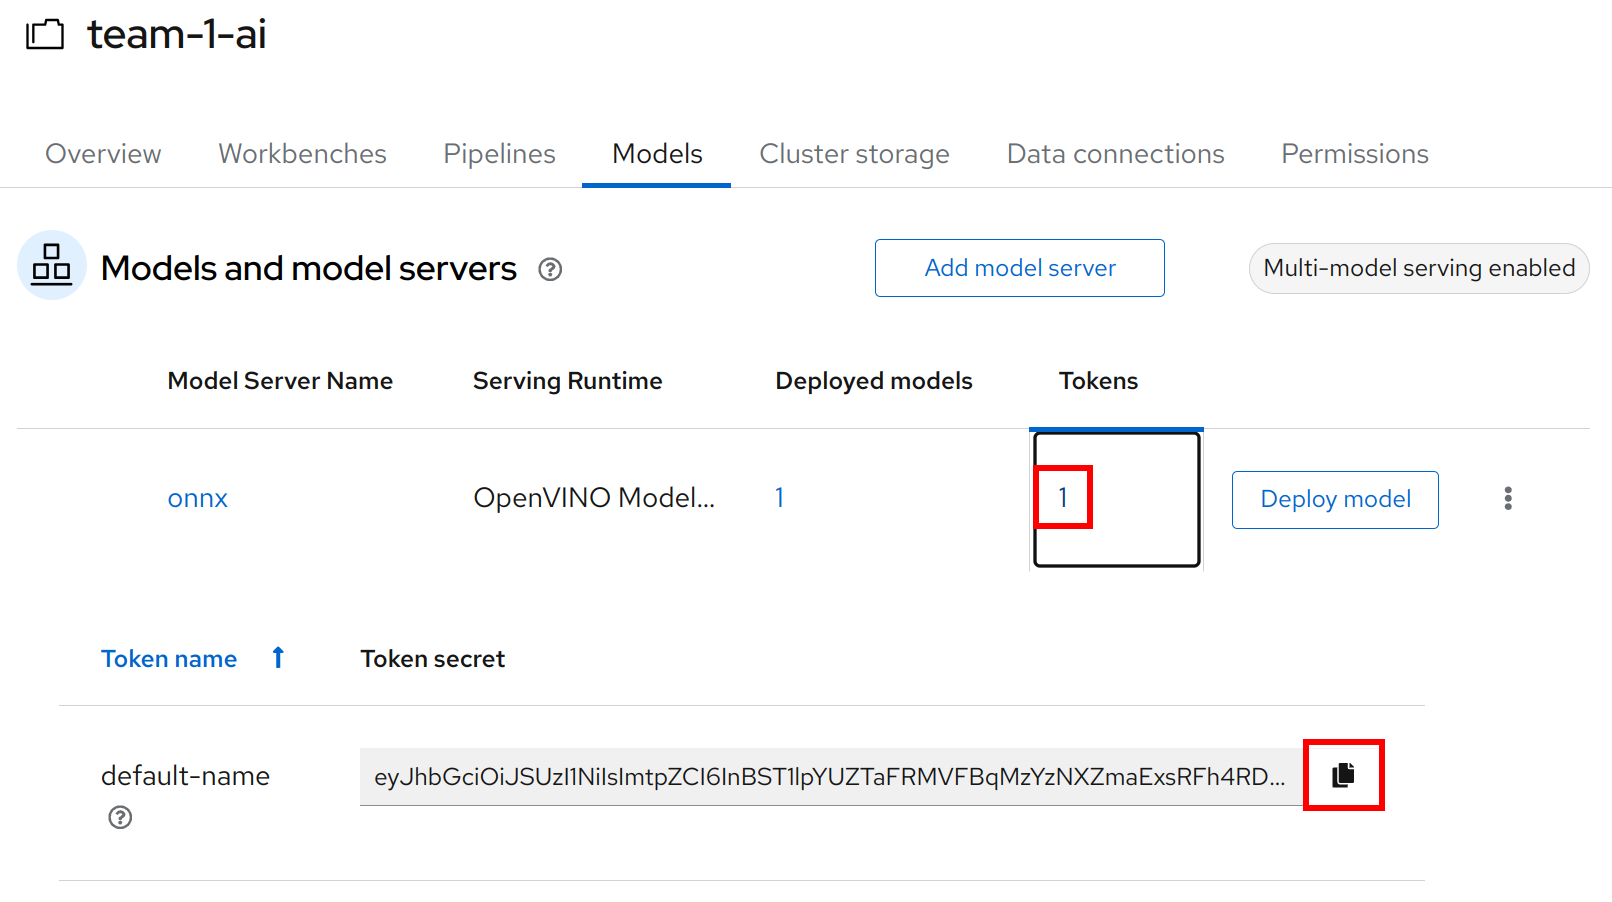 team-1-ai
Overview Workbenches Pipelines Models Cluster storage Data connections Permissions
Models and model servers Add model server Multi-model serving enabled
Model Server Name Serving Runtime Deployed models Tokens
onnx OpenVINO Model... 1 1 Deploy model
Token name Token secret
default-name eyJhbGciOiJSUzI1NiIsImtpZCI6InBST1lpYUZTaFRMVFBqMzYzNXZmaExsRFh4RD...